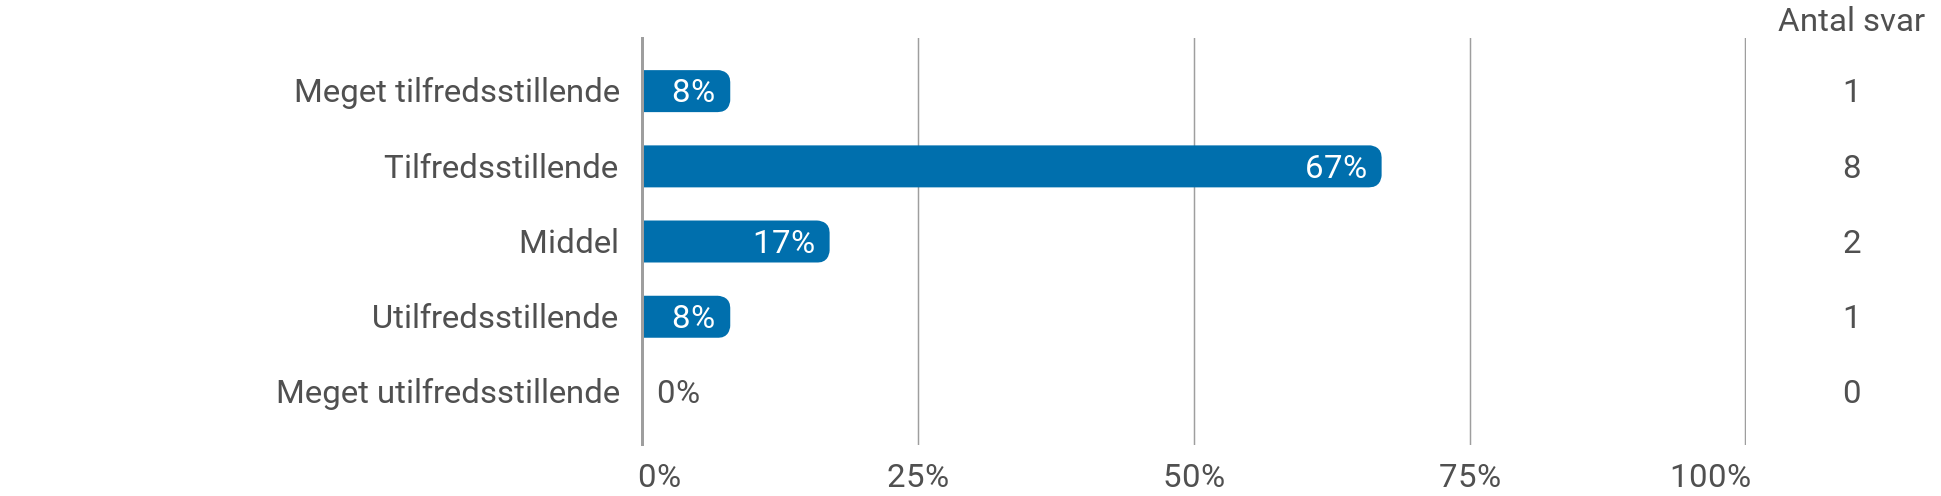 Antal svar
Meget tilfredsstillende 8% 1
Tilfredsstillende 67% 8
Middel 17% 2
Utilfredsstillende 8% 1
Meget utilfredsstillende 0% 0
0% 25% 50% 75% 100%